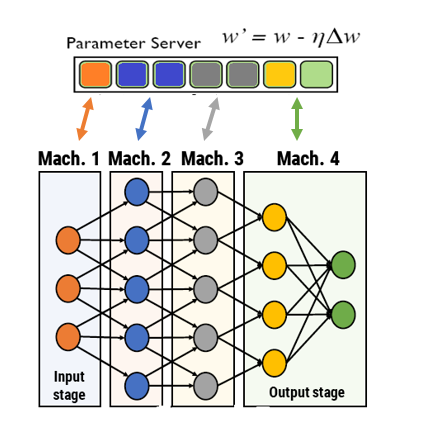 Parameter Server
w' = w - ηΔw
Mach. 1
Mach. 2
Mach. 3
Mach. 4
Input
stage
Output stage